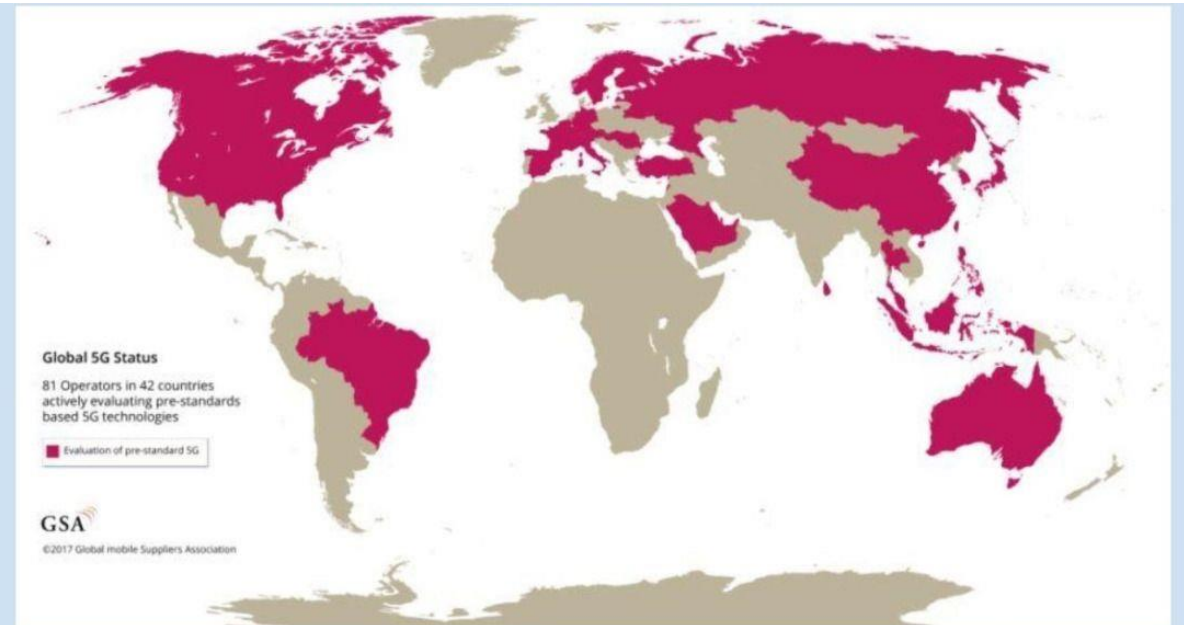 Global 5G Status
81 Operators in 42 countries
actively evaluating pre-standards
based 5G technologies
Evaluation of pre-standard 5G
GSA
©2017 Global mobile Suppliers Association